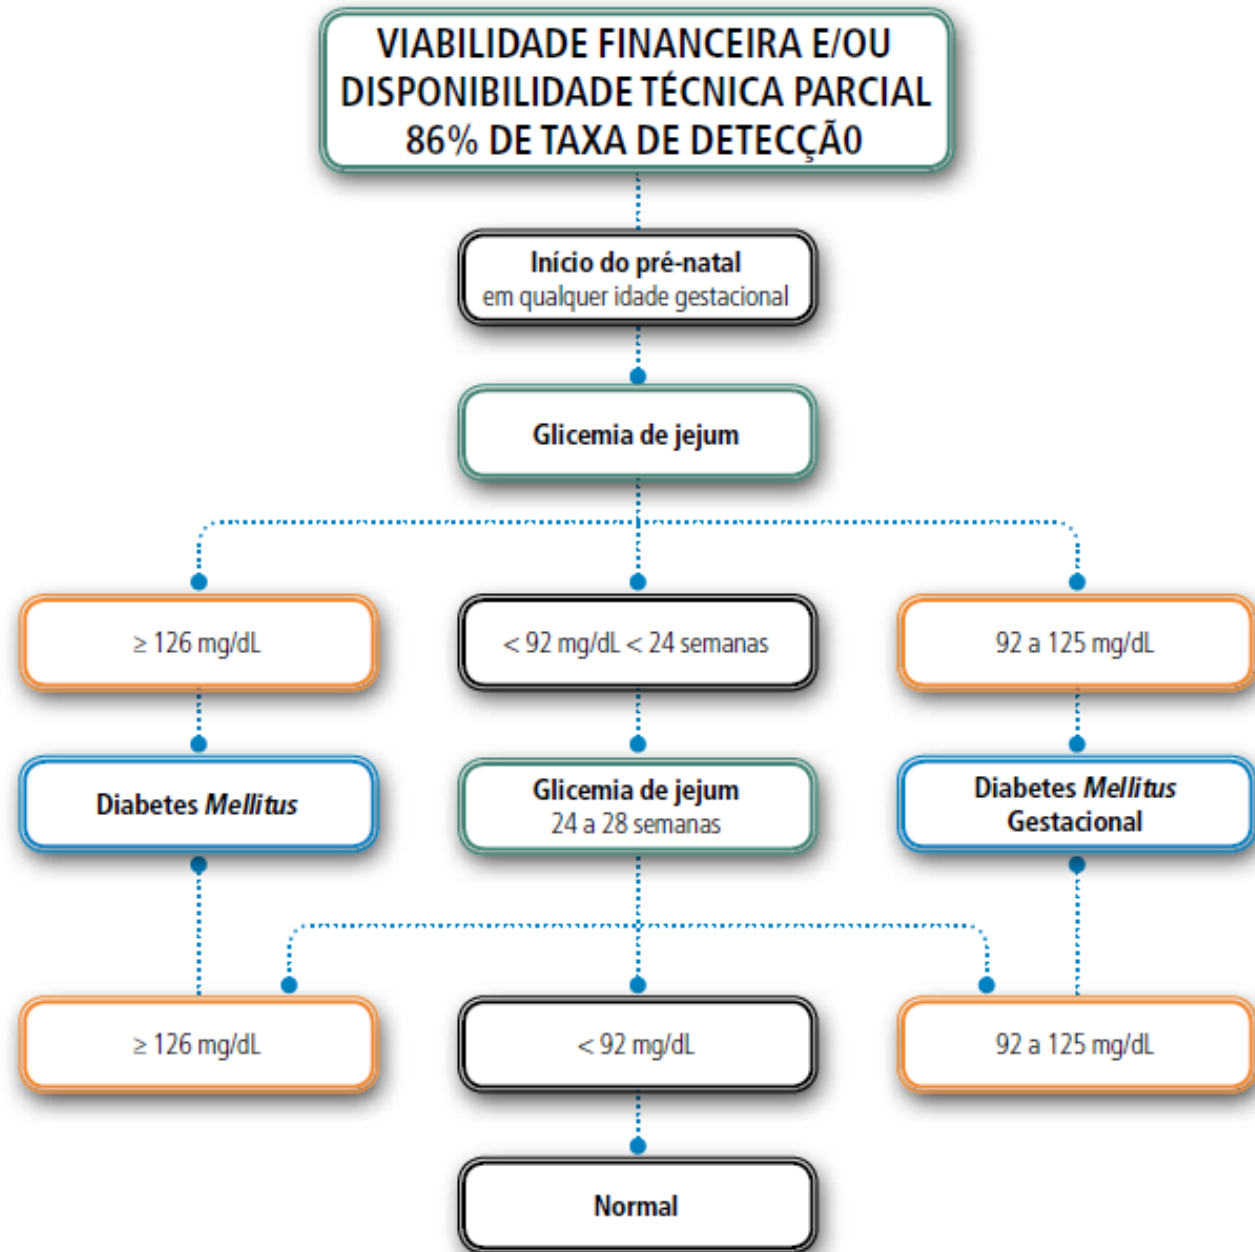 VIABILIDADE FINANCEIRA E/OU
DISPONIBILIDADE TÉCNICA PARCIAL
86% DE TAXA DE DETECÇÃ0
Início do pré-natal
em qualquer idade gestacional
Glicemia de jejum
≥ 126 mg/dL
< 92 mg/dL < 24 semanas
92 a 125 mg/dL
Diabetes Mellitus
Glicemia de jejum
24 a 28 semanas
Diabetes Mellitus
Gestacional
≥ 126 mg/dL
< 92 mg/dL
92 a 125 mg/dL
Normal